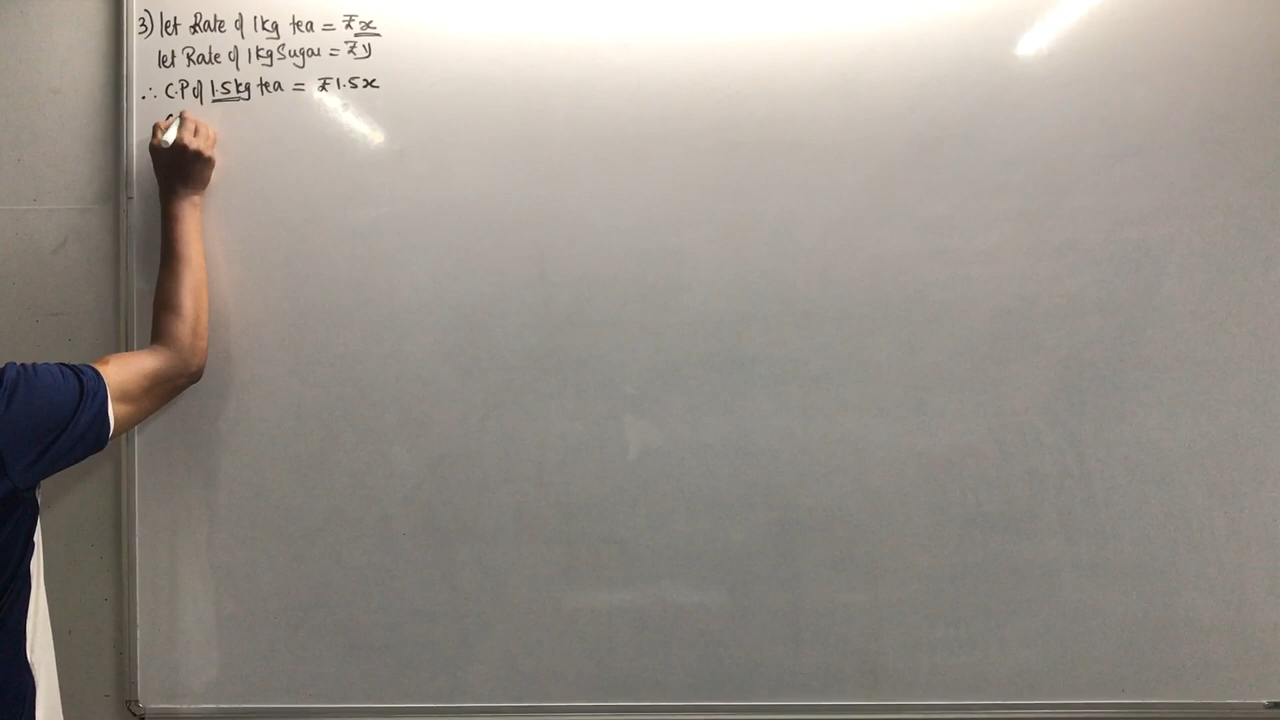 3) let Rate of 1kg tea = ₹x
let Rate of 1kg Sugar = ₹y
∴ C.P of 1.5kg tea = ₹1.5x